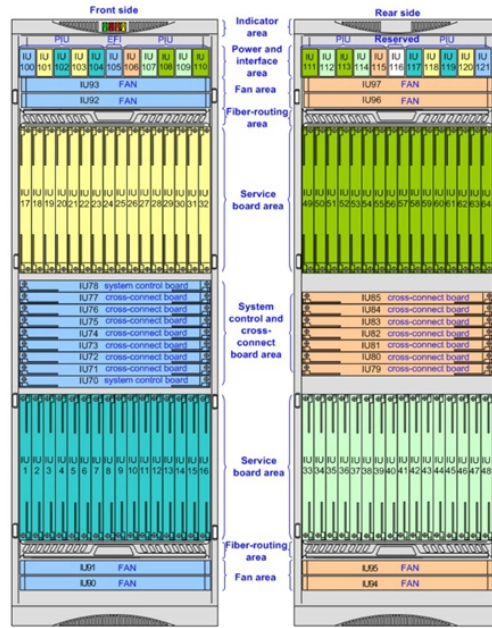 Front side
Rear side
Indicator area
PIU EFI PIU
PIU Reserved PIU
IU 100 IU 101 IU 102 IU 103 IU 104 IU 105 IU 106 IU 107 IU 108 IU 109 IU 110
Power and interface area
IU 111 IU 112 IU 113 IU 114 IU 115 IU 116 IU 117 IU 118 IU 119 IU 120 IU 121
IU93 FAN
IU92 FAN
Fan area
IU97 FAN
IU96 FAN
Fiber-routing area
IU 17 IU 18 IU 19 IU 20 IU 21 IU 22 IU 23 IU 24 IU 25 IU 26 IU 27 IU 28 IU 29 IU 30 IU 31 IU 32
Service board area
IU 49 IU 50 IU 51 IU 52 IU 53 IU 54 IU 55 IU 56 IU 57 IU 58 IU 59 IU 60 IU 61 IU 62 IU 63 IU 64
IU78 system control board
IU77 cross-connect board
IU76 cross-connect board
IU75 cross-connect board
IU74 cross-connect board
IU73 cross-connect board
IU72 cross-connect board
IU71 cross-connect board
IU70 system control board
System control and cross-connect board area
IU85 cross-connect board
IU84 cross-connect board
IU83 cross-connect board
IU82 cross-connect board
IU81 cross-connect board
IU80 cross-connect board
IU79 cross-connect board
IU 1 IU 2 IU 3 IU 4 IU 5 IU 6 IU 7 IU 8 IU 9 IU 10 IU 11 IU 12 IU 13 IU 14 IU 15 IU 16
Service board area
IU 33 IU 34 IU 35 IU 36 IU 37 IU 38 IU 39 IU 40 IU 41 IU 42 IU 43 IU 44 IU 45 IU 46 IU 47 IU 48
Fiber-routing area
IU91 FAN
IU90 FAN
Fan area
IU95 FAN
IU94 FAN